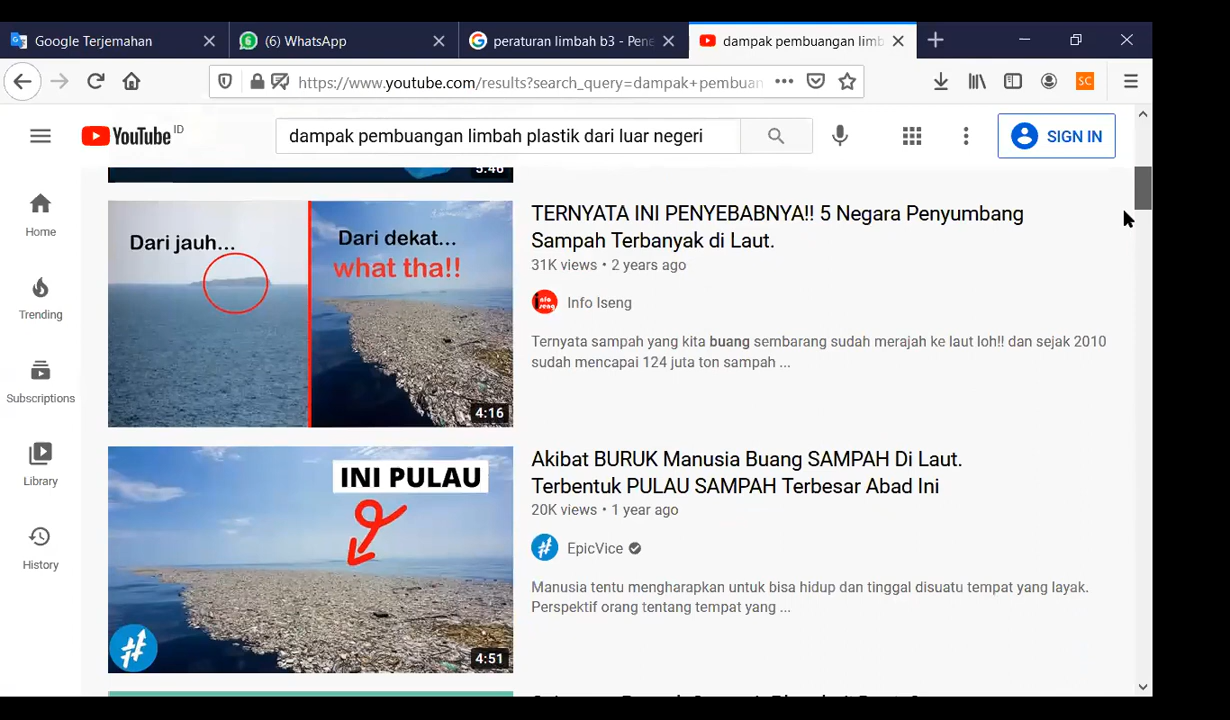 Google Terjemahan
(6) WhatsApp
peraturan limbah b3 - Pene
dampak pembuangan limb
https://www.youtube.com/results?search_query=dampak+pembuan
SC
YouTube ID
dampak pembuangan limbah plastik dari luar negeri
SIGN IN
Home
Trending
Subscriptions
Library
History
5:46
Dari jauh...
Dari dekat...
what tha!!
4:16
TERNYATA INI PENYEBABNYA!! 5 Negara Penyumbang
Sampah Terbanyak di Laut.
31K views • 2 years ago
Info Iseng
Ternyata sampah yang kita buang sembarang sudah merajah ke laut loh!! dan sejak 2010
sudah mencapai 124 juta ton sampah ...
INI PULAU
4:51
Akibat BURUK Manusia Buang SAMPAH Di Laut.
Terbentuk PULAU SAMPAH Terbesar Abad Ini
20K views • 1 year ago
EpicVice
Manusia tentu mengharapkan untuk bisa hidup dan tinggal disuatu tempat yang layak.
Perspektif orang tentang tempat yang ...